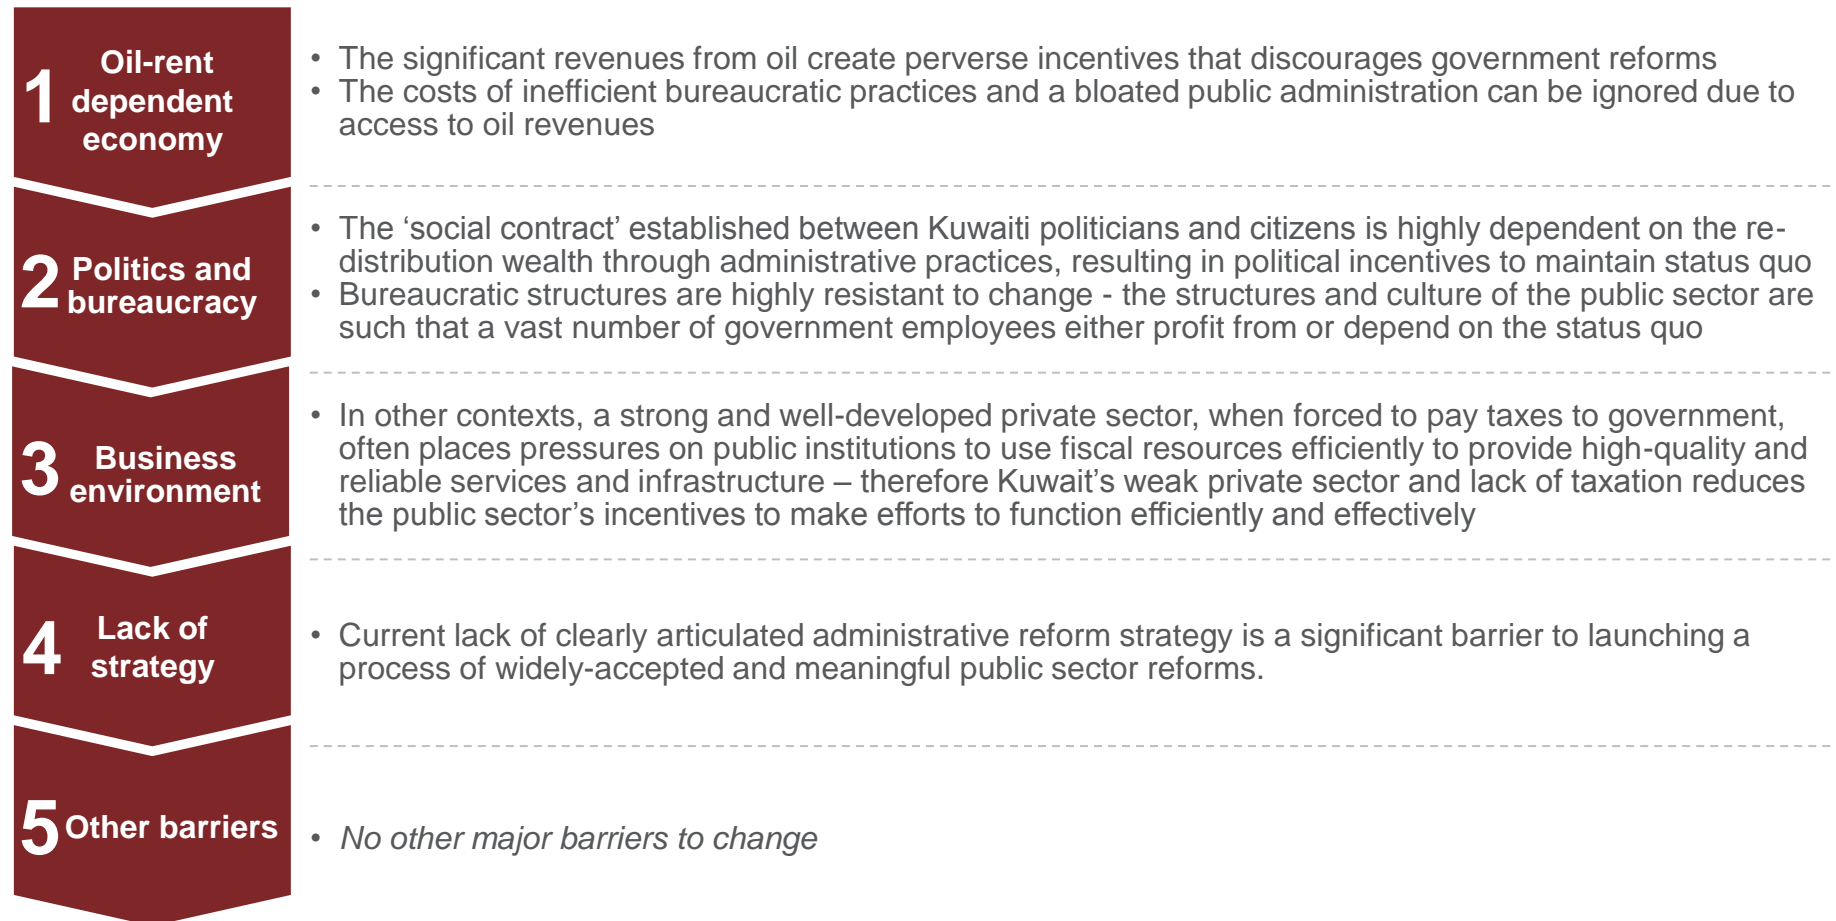 1
Oil-rent
dependent
economy
• The significant revenues from oil create perverse incentives that discourages government reforms
• The costs of inefficient bureaucratic practices and a bloated public administration can be ignored due to
access to oil revenues
2
Politics and
bureaucracy
• The ‘social contract’ established between Kuwaiti politicians and citizens is highly dependent on the re-
distribution wealth through administrative practices, resulting in political incentives to maintain status quo
• Bureaucratic structures are highly resistant to change - the structures and culture of the public sector are
such that a vast number of government employees either profit from or depend on the status quo
3
Business
environment
• In other contexts, a strong and well-developed private sector, when forced to pay taxes to government,
often places pressures on public institutions to use fiscal resources efficiently to provide high-quality and
reliable services and infrastructure – therefore Kuwait’s weak private sector and lack of taxation reduces
the public sector’s incentives to make efforts to function efficiently and effectively
4
Lack of
strategy
• Current lack of clearly articulated administrative reform strategy is a significant barrier to launching a
process of widely-accepted and meaningful public sector reforms.
5
Other barriers
• No other major barriers to change